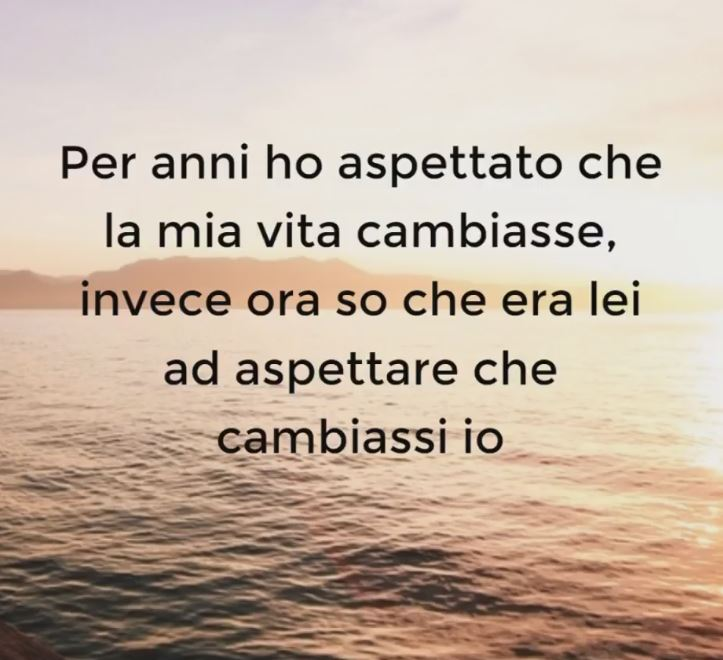 Per anni ho aspettato che
la mia vita cambiasse,
invece ora so che era lei
ad aspettare che
cambiassi io